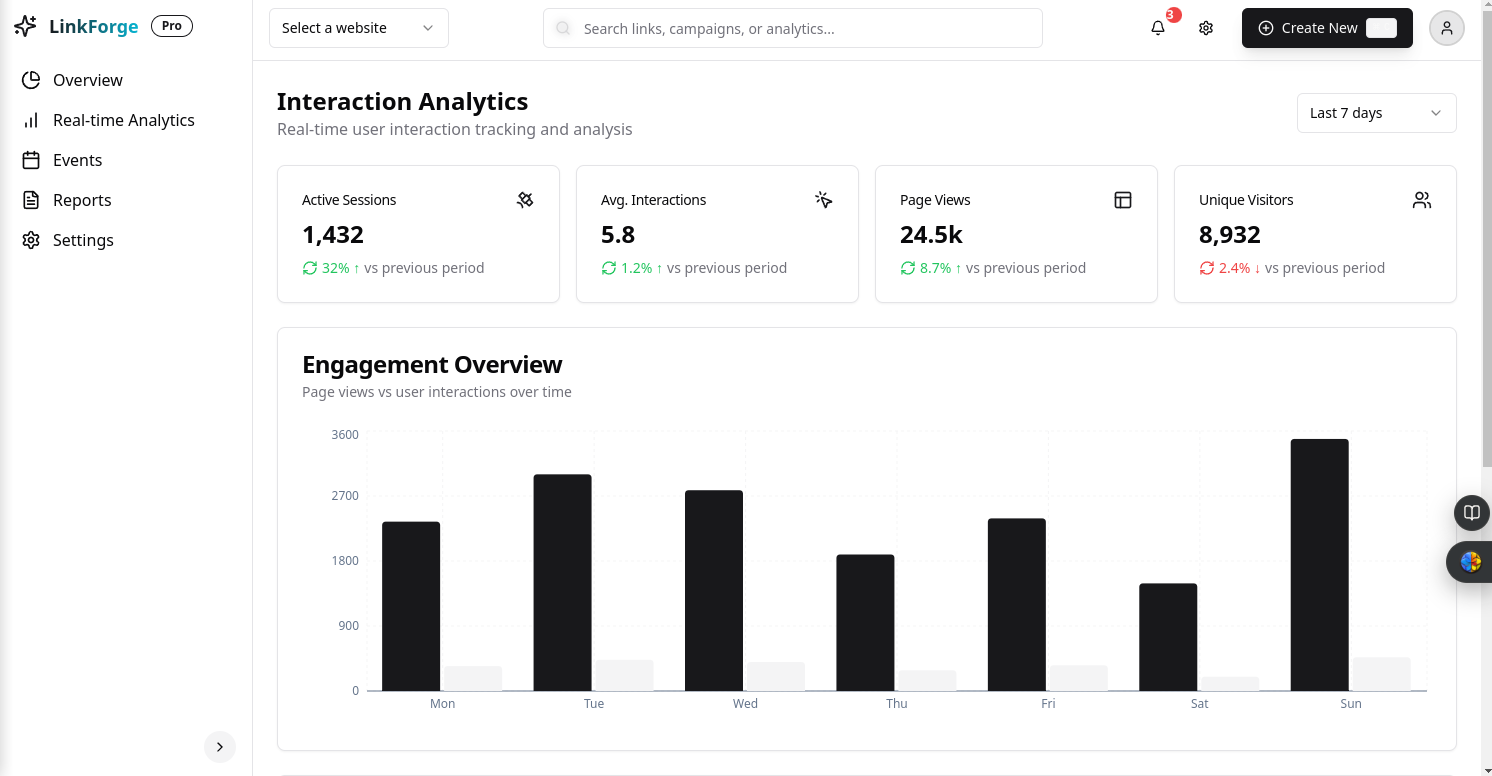 LinkForge Pro
Select a website
Search links, campaigns, or analytics...
3
Create New
Overview
Real-time Analytics
Events
Reports
Settings
Interaction Analytics
Real-time user interaction tracking and analysis
Last 7 days
Active Sessions
1,432
32% ↑ vs previous period
Avg. Interactions
5.8
1.2% ↑ vs previous period
Page Views
24.5k
8.7% ↑ vs previous period
Unique Visitors
8,932
2.4% ↓ vs previous period
Engagement Overview
Page views vs user interactions over time
3600
2700
1800
900
0
Mon Tue Wed Thu Fri Sat Sun